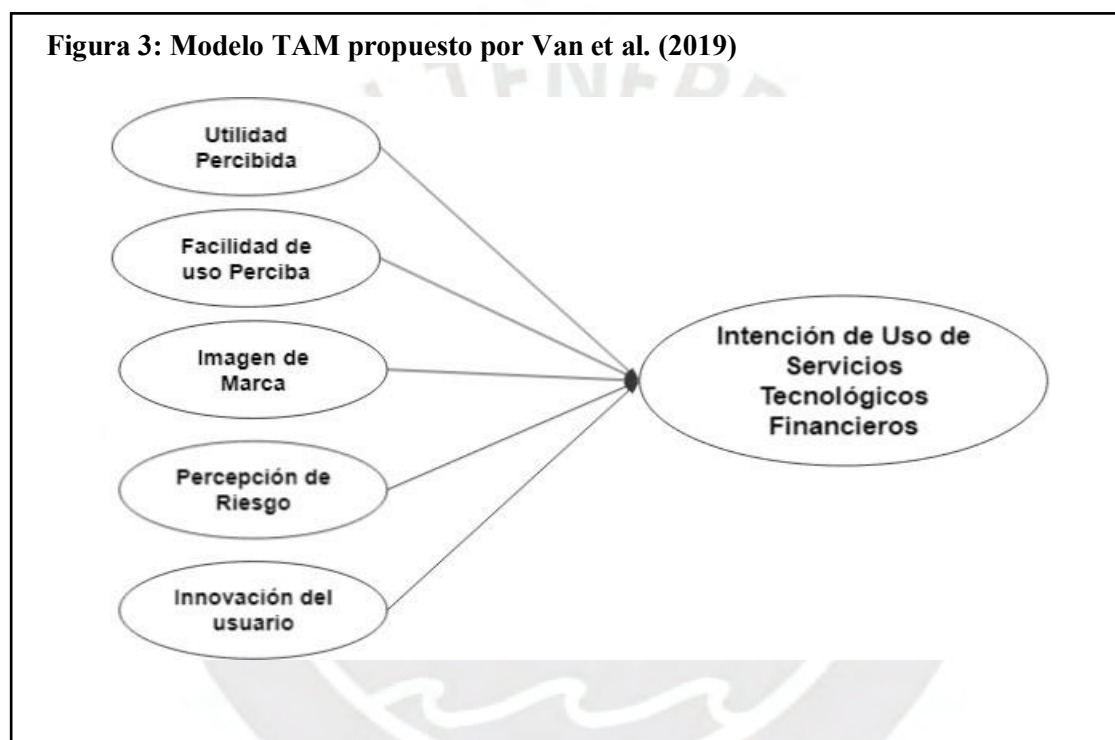 Figura 3: Modelo TAM propuesto por Van et al. (2019)
Utilidad
Percibida
Facilidad de
uso Perciba
Imagen de
Marca
Percepción de
Riesgo
Innovación del
usuario
Intención de Uso de
Servicios
Tecnológicos
Financieros